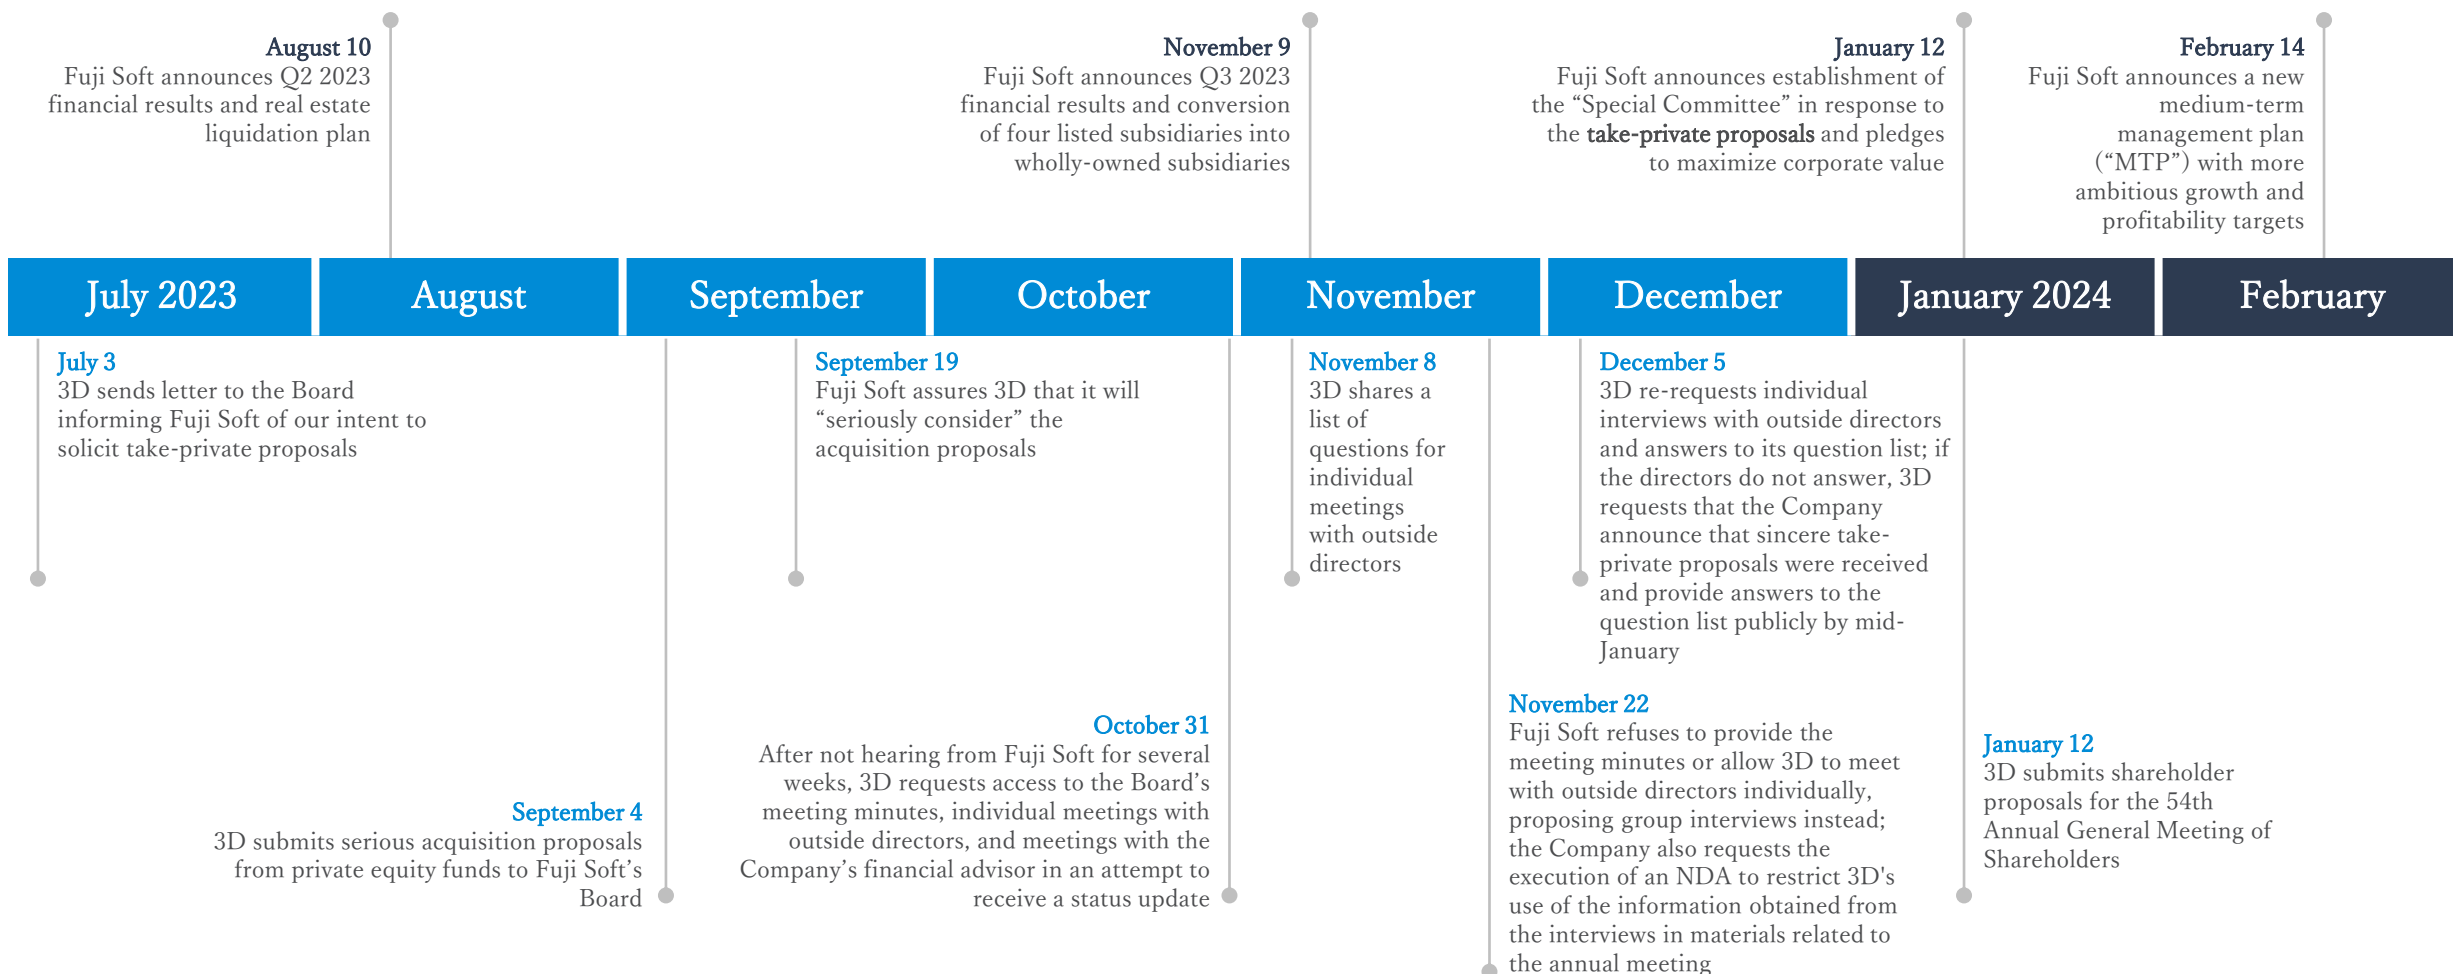 August 10
Fuji Soft announces Q2 2023
financial results and real estate
liquidation plan
November 9
Fuji Soft announces Q3 2023
financial results and conversion
of four listed subsidiaries into
wholly-owned subsidiaries
January 12
Fuji Soft announces establishment of
the “Special Committee” in response to
the take-private proposals and pledges
to maximize corporate value
February 14
Fuji Soft announces a new
medium-term
management plan
(“MTP”) with more
ambitious growth and
profitability targets
July 2023
August
September
October
November
December
January 2024
February
July 3
3D sends letter to the Board
informing Fuji Soft of our intent to
solicit take-private proposals
September 19
Fuji Soft assures 3D that it will
“seriously consider” the
acquisition proposals
November 8
3D shares a
list of
questions for
individual
meetings
with outside
directors
December 5
3D re-requests individual
interviews with outside directors
and answers to its question list; if
the directors do not answer, 3D
requests that the Company
announce that sincere take-
private proposals were received
and provide answers to the
question list publicly by mid-
January
September 4
3D submits serious acquisition proposals
from private equity funds to Fuji Soft’s
Board
October 31
After not hearing from Fuji Soft for several
weeks, 3D requests access to the Board’s
meeting minutes, individual meetings with
outside directors, and meetings with the
Company’s financial advisor in an attempt to
receive a status update
November 22
Fuji Soft refuses to provide the
meeting minutes or allow 3D to meet
with outside directors individually,
proposing group interviews instead;
the Company also requests the
execution of an NDA to restrict 3D's
use of the information obtained from
the interviews in materials related to
the annual meeting
January 12
3D submits shareholder
proposals for the 54th
Annual General Meeting of
Shareholders